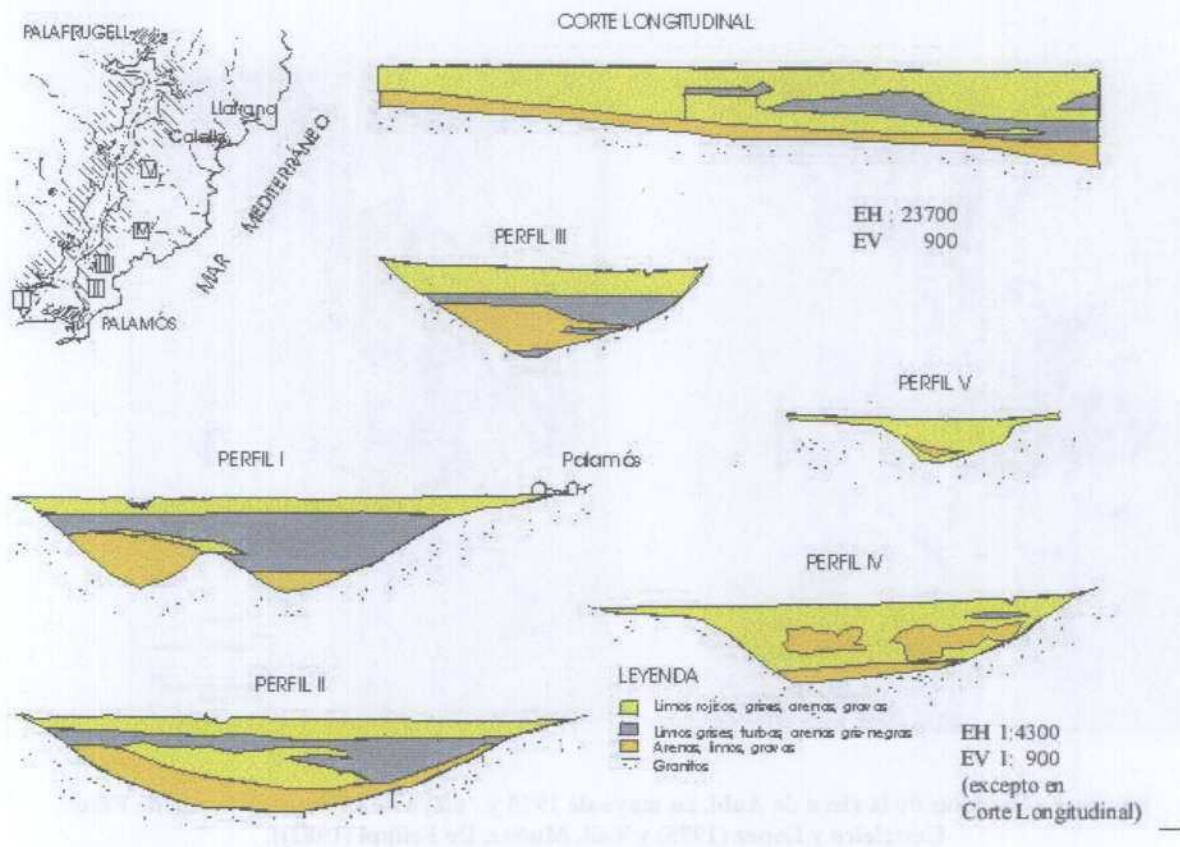 CORTE LONGITUDINAL
PALAFRUGELL
Llafranc
Calella
MAR MEDITERRÁNEO
V
M
PALAMÓS
EH : 23700
EV 900
PERFIL III
PERFIL V
PERFIL I
Palamós
PERFIL IV
PERFIL II
LEYENDA
Limos rojizos, grises, arenas, gravas
Limos grises, turbas, arenas gris-negras
Arenas, limos, gravas
Granitos
EH 1:4300
EV 1: 900
(excepto en
Corte Longitudinal)